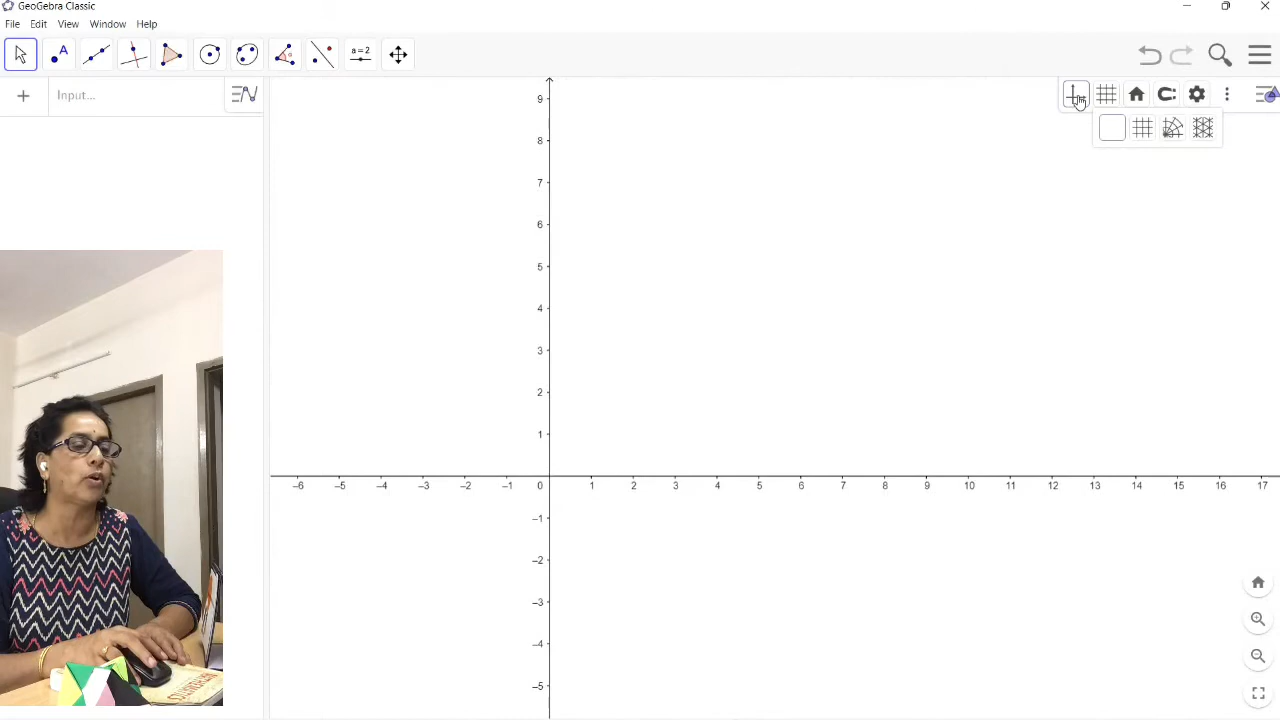 GeoGebra Classic
File Edit View Window Help
A
a=2
Input...
9
8
7
6
5
4
3
2
1
-6 -5 -4 -3 -2 -1 0 1 2 3 4 5 6 7 8 9 10 11 12 13 14 15 16 17
-1
-2
-3
-4
-5